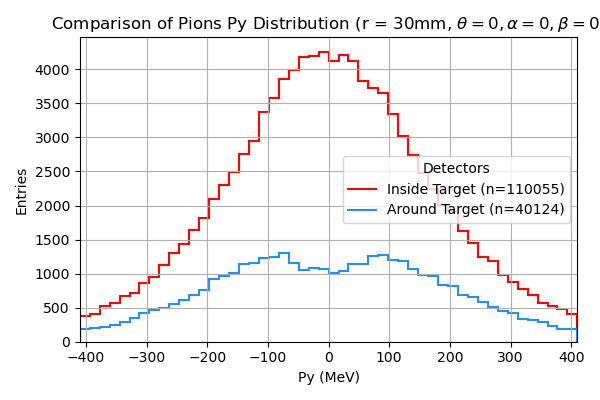 Comparison of Pions Py Distribution (r = 30mm, θ = 0, α = 0, β = 0
Entries
4000
3500
3000
2500
2000
1500
1000
500
0
Detectors
Inside Target (n=110055)
Around Target (n=40124)
−400 −300 −200 −100 0 100 200 300 400
Py (MeV)